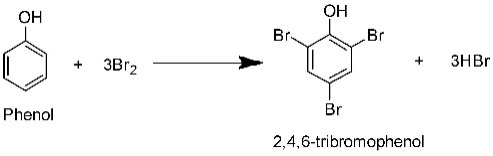 OH
+ 3Br₂
Phenol
OH
Br Br
Br
+ 3HBr
2,4,6-tribromophenol